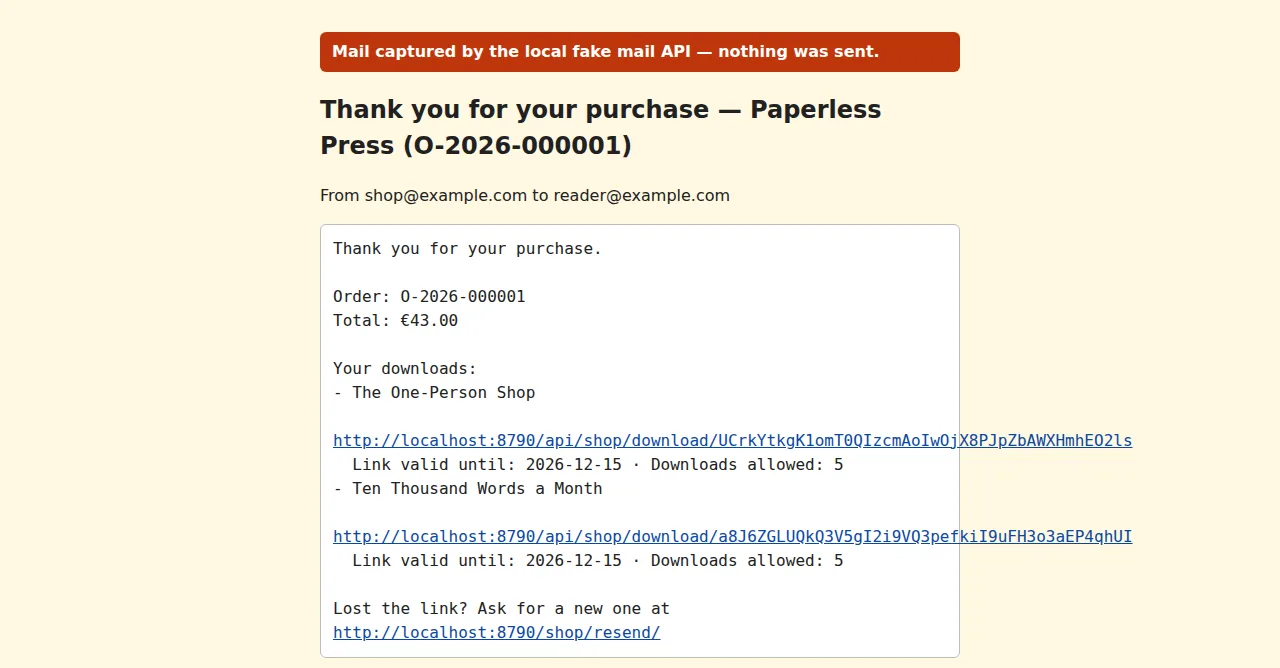 Mail captured by the local fake mail API — nothing was sent.
Thank you for your purchase — Paperless
Press (O-2026-000001)
From shop@example.com to reader@example.com
Thank you for your purchase.
Order: O-2026-000001
Total: €43.00
Your downloads:
- The One-Person Shop
http://localhost:8790/api/shop/download/UCrkYtkgK1omT0QIzcmAoIwOjX8PJpZbAWXHmhEO2ls
Link valid until: 2026-12-15 · Downloads allowed: 5
- Ten Thousand Words a Month
http://localhost:8790/api/shop/download/a8J6ZGLUQkQ3V5gI2i9VQ3pefkiI9uFH3o3aEP4qhUI
Link valid until: 2026-12-15 · Downloads allowed: 5
Lost the link? Ask for a new one at
http://localhost:8790/shop/resend/